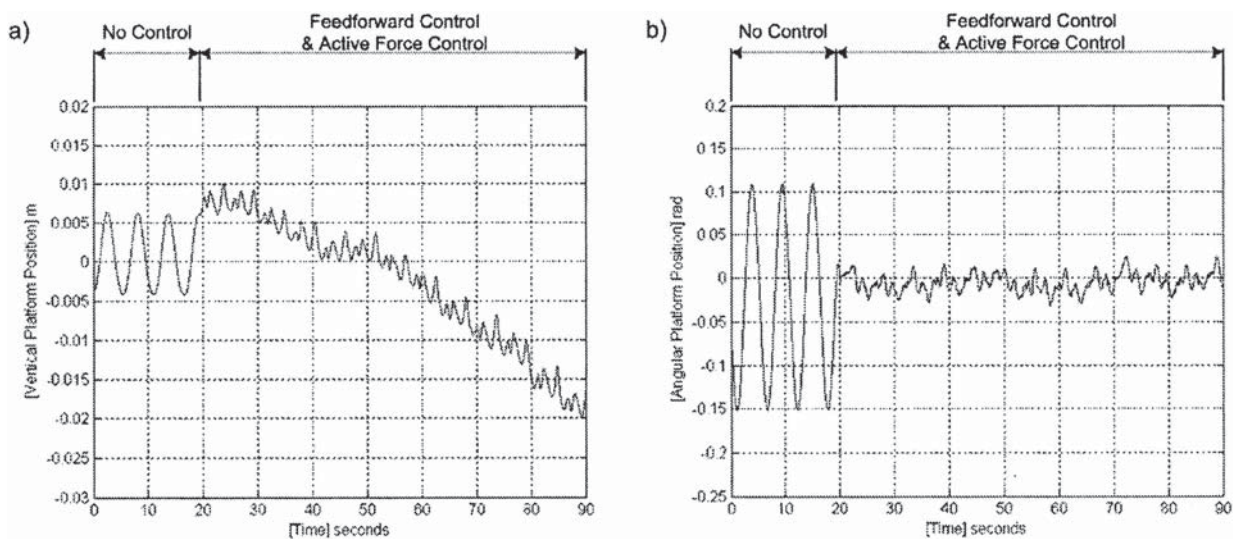 a)
No Control
Feedforward Control
& Active Force Control
0.02
0.015
0.01
0.005
0
-0.005
-0.01
-0.015
-0.02
-0.025
-0.03
[Vertical Platform Position] m
0 10 20 30 40 50 60 70 80 90
[Time] seconds
b)
No Control
Feedforward Control
& Active Force Control
0.2
0.15
0.1
0.05
0
-0.05
-0.1
-0.15
-0.2
-0.25
[Angular Platform Position] rad
0 10 20 30 40 50 60 70 80 90
[Time] seconds